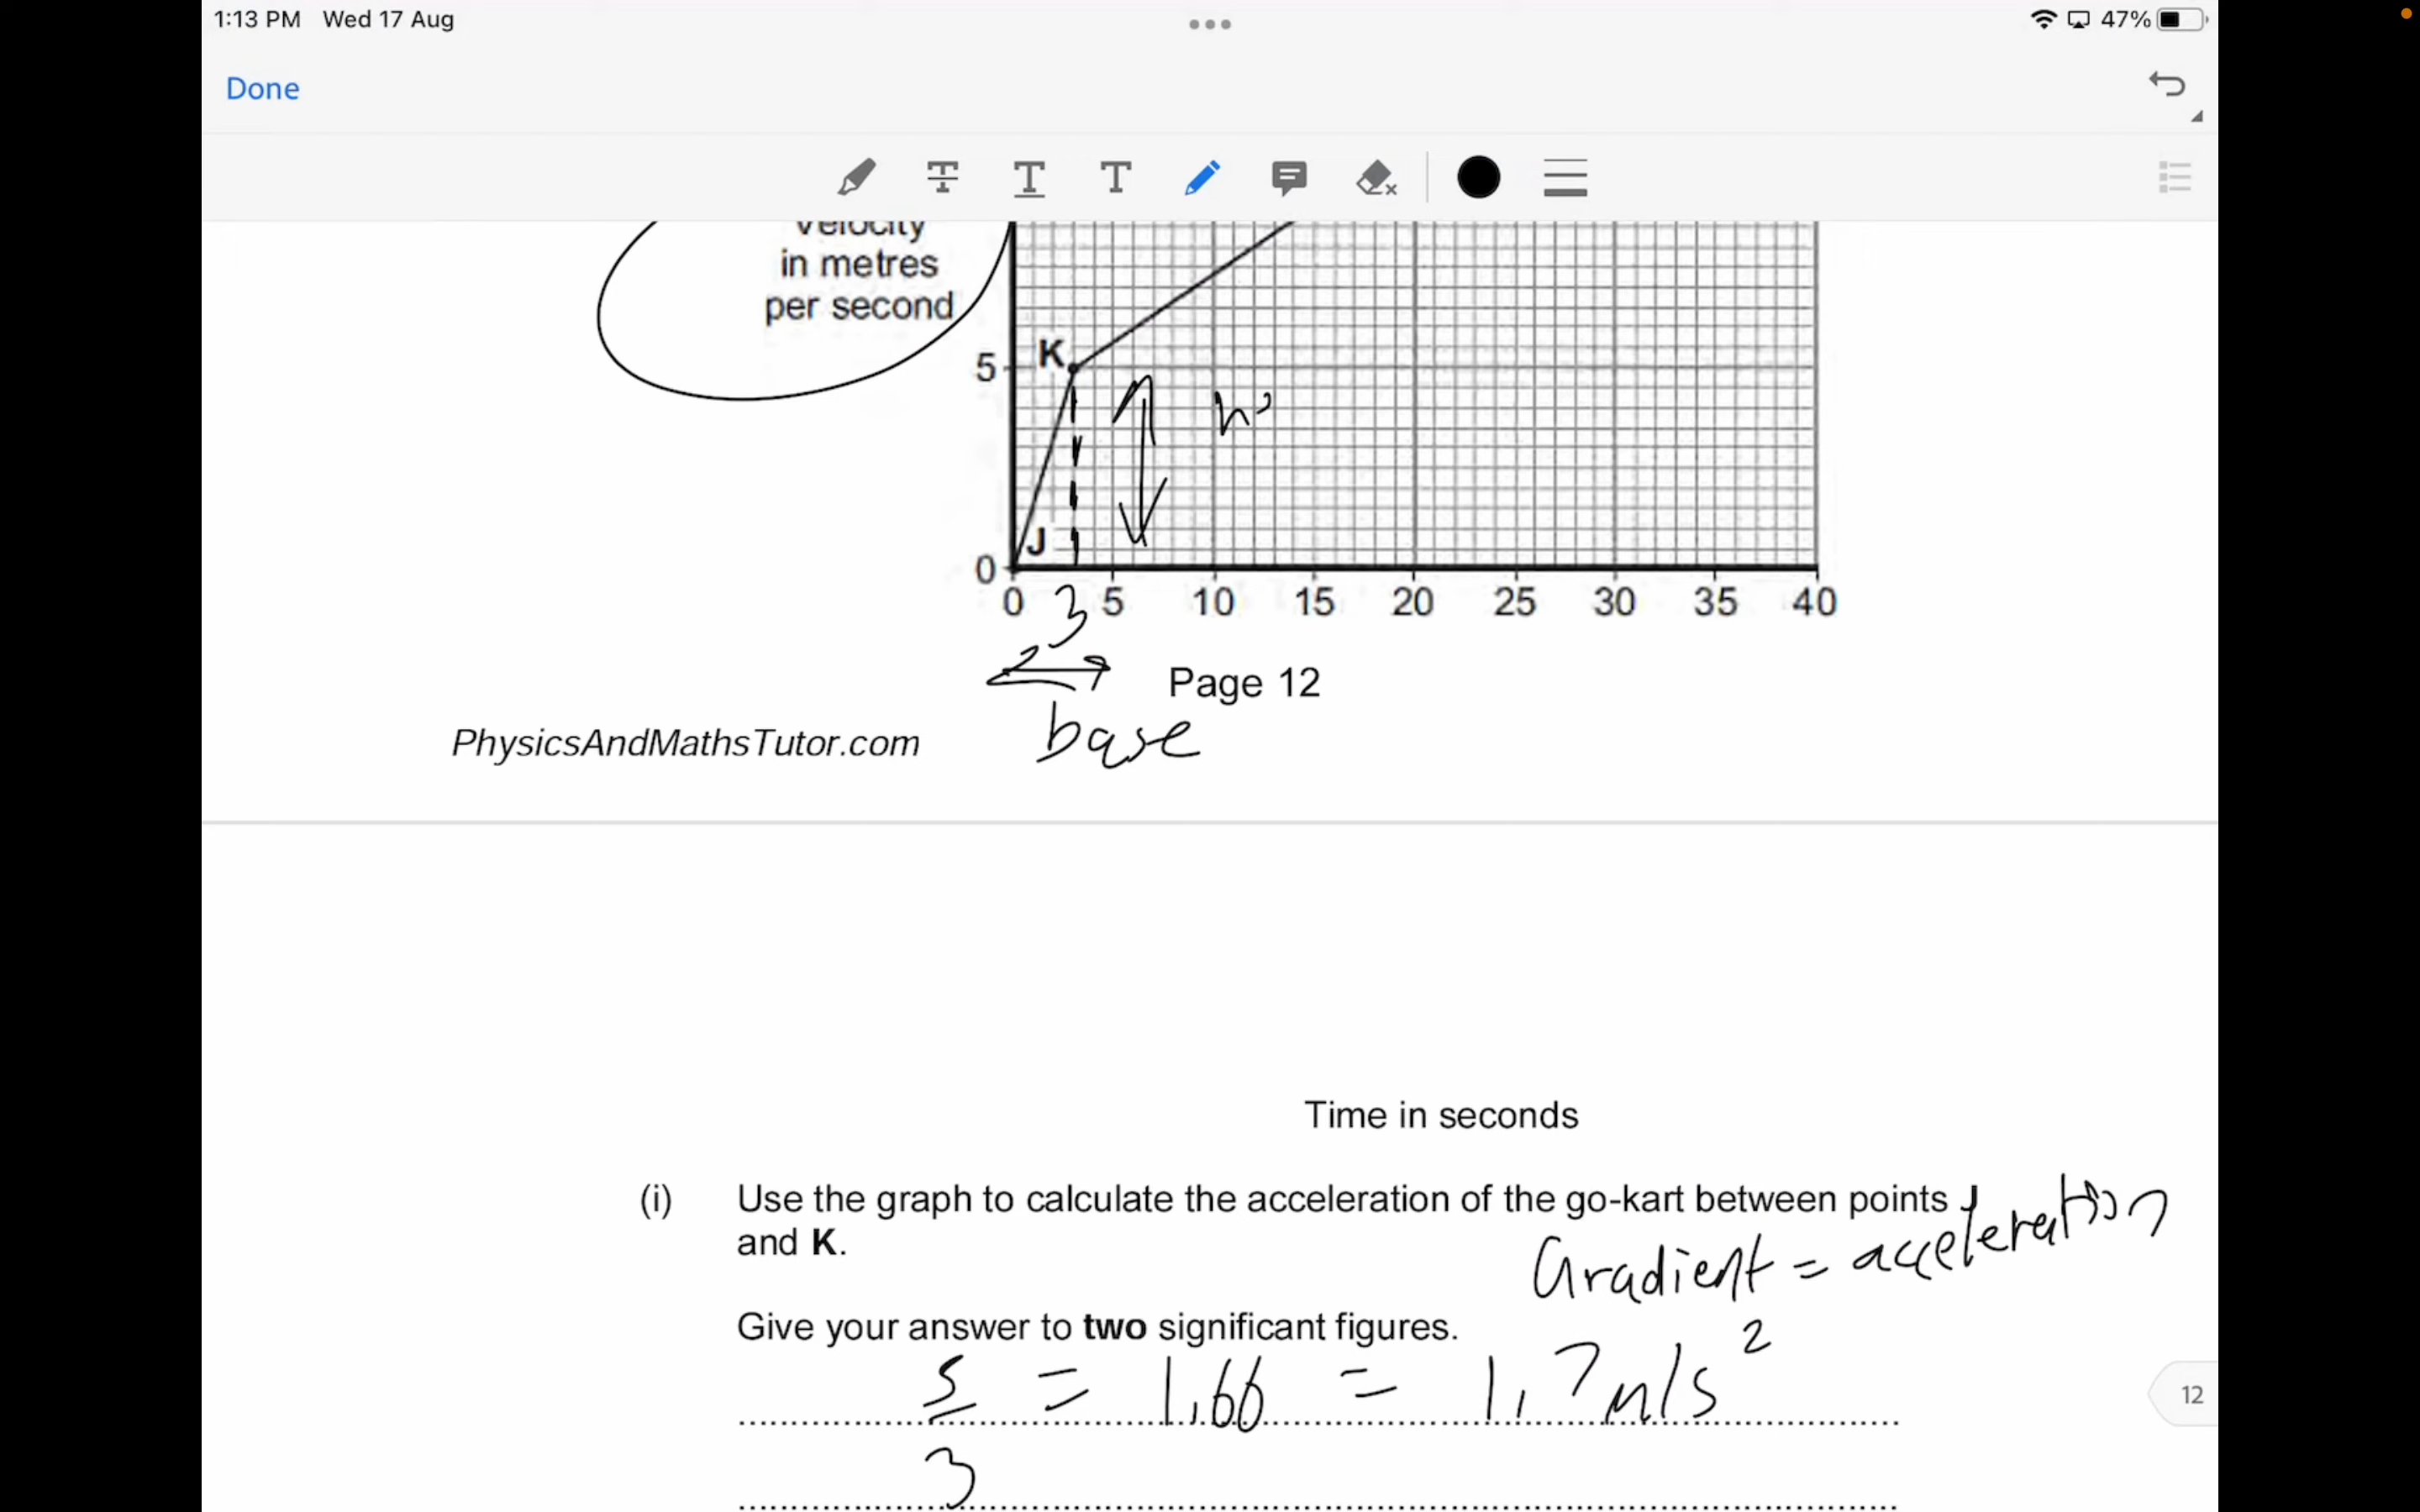 1:13 PM Wed 17 Aug
47%
Done
Velocity
in metres
per second
K
5
J
0
0 5 10 15 20 25 30 35 40
3
Page 12
base
PhysicsAndMathsTutor.com
Time in seconds
(i) Use the graph to calculate the acceleration of the go-kart between points J
and K.
Gradient = acceleration
Give your answer to two significant figures.
5/3 = 1.66 = 1.7 m/s²
12